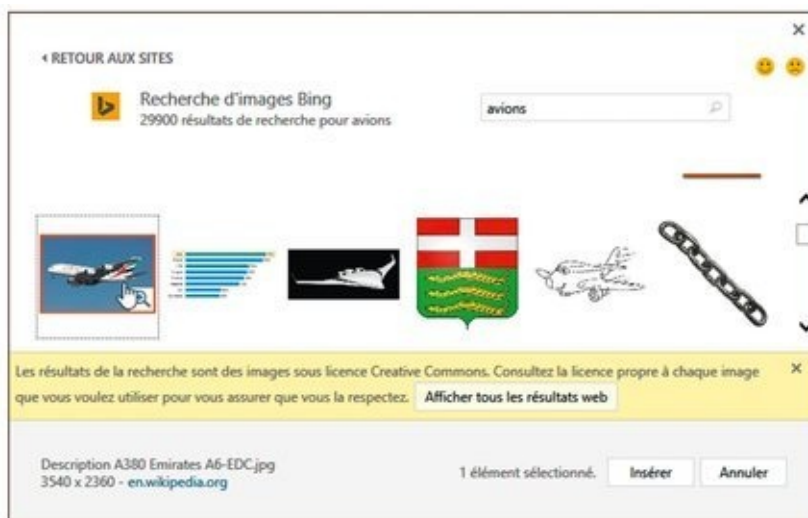 RETOUR AUX SITES
Recherche d'images Bing
29900 résultats de recherche pour avions
avions
Les résultats de la recherche sont des images sous licence Creative Commons. Consultez la licence propre à chaque image
que vous voulez utiliser pour vous assurer que vous la respectez. Afficher tous les résultats web
Description A380 Emirates A6-EDC.jpg
3540 x 2360 - en.wikipedia.org
1 élément sélectionné. Insérer Annuler